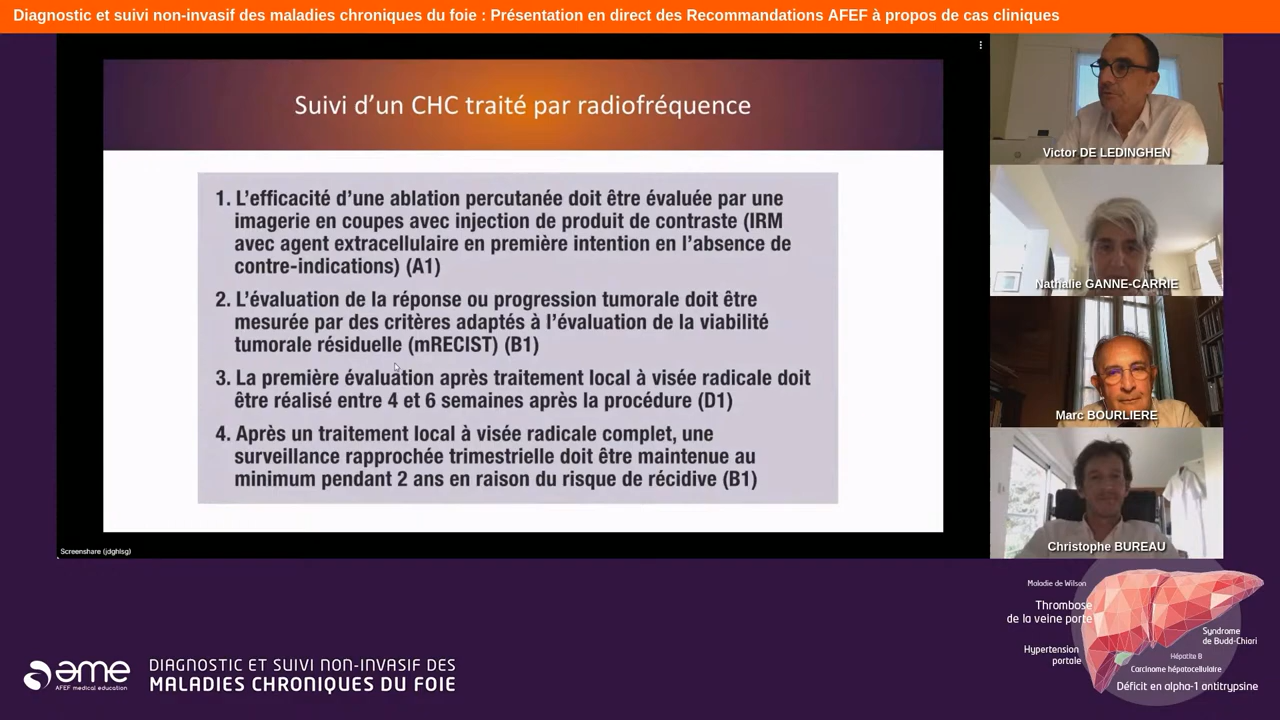 Diagnostic et suivi non-invasif des maladies chroniques du foie : Présentation en direct des Recommandations AFEF à propos de cas cliniques
Suivi d’un CHC traité par radiofréquence
1. L’efficacité d’une ablation percutanée doit être évaluée par une
imagerie en coupes avec injection de produit de contraste (IRM
avec agent extracellulaire en première intention en l’absence de
contre-indications) (A1)
2. L’évaluation de la réponse ou progression tumorale doit être
mesurée par des critères adaptés à l’évaluation de la viabilité
tumorale résiduelle (mRECIST) (B1)
3. La première évaluation après traitement local à visée radicale doit
être réalisé entre 4 et 6 semaines après la procédure (D1)
4. Après un traitement local à visée radicale complet, une
surveillance rapprochée trimestrielle doit être maintenue au
minimum pendant 2 ans en raison du risque de récidive (B1)
Screenshare (jdghlsg)
Victor DE LEDINGHEN
Nathalie GANNE-CARRIE
Marc BOURLIERE
Christophe BUREAU
Maladie de Wilson
Thrombose
de la veine porte
Syndrome
de Budd-Chiari
Hypertension
portale
Hépatite B
Carcinome hépatocellulaire
Déficit en alpha-1 antitrypsine
ame
AFEF medical education
DIAGNOSTIC ET SUIVI NON-INVASIF DES
MALADIES CHRONIQUES DU FOIE